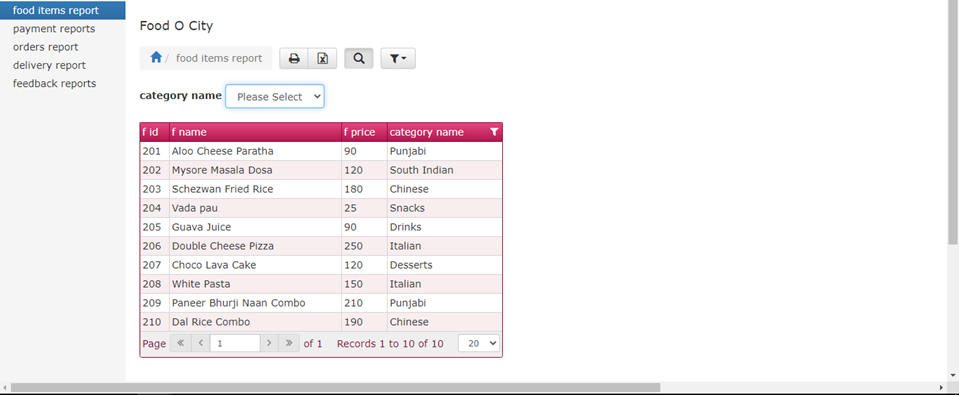 food items report
payment reports
orders report
delivery report
feedback reports
Food O City
/ food items report
category name Please Select
f id f name f price category name
201 Aloo Cheese Paratha 90 Punjabi
202 Mysore Masala Dosa 120 South Indian
203 Schezwan Fried Rice 180 Chinese
204 Vada pau 25 Snacks
205 Guava Juice 90 Drinks
206 Double Cheese Pizza 250 Italian
207 Choco Lava Cake 120 Desserts
208 White Pasta 150 Italian
209 Paneer Bhurji Naan Combo 210 Punjabi
210 Dal Rice Combo 190 Chinese
Page 1 of 1 Records 1 to 10 of 10 20